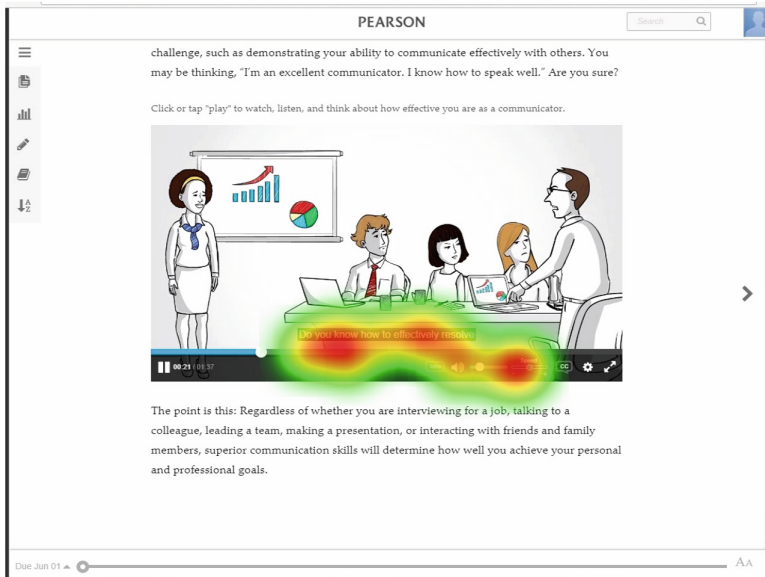 PEARSON
Search
challenge, such as demonstrating your ability to communicate effectively with others. You
may be thinking, “I’m an excellent communicator. I know how to speak well.” Are you sure?
Click or tap "play" to watch, listen, and think about how effective you are as a communicator.
Do you know how to effectively resolve
00:21 / 01:37
Speed
CC
The point is this: Regardless of whether you are interviewing for a job, talking to a
colleague, leading a team, making a presentation, or interacting with friends and family
members, superior communication skills will determine how well you achieve your personal
and professional goals.
Due Jun 01
AA